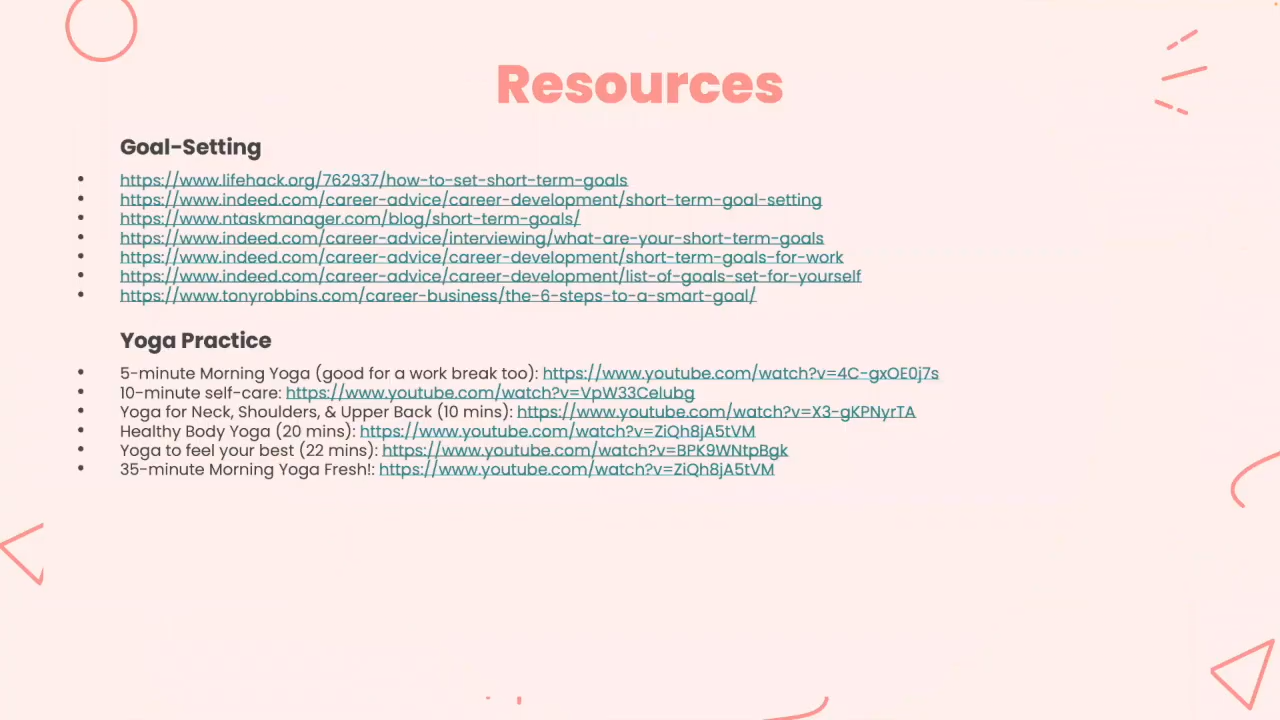 Resources
Goal-Setting
• https://www.lifehack.org/762937/how-to-set-short-term-goals
• https://www.indeed.com/career-advice/career-development/short-term-goal-setting
• https://www.ntaskmanager.com/blog/short-term-goals/
• https://www.indeed.com/career-advice/interviewing/what-are-your-short-term-goals
• https://www.indeed.com/career-advice/career-development/short-term-goals-for-work
• https://www.indeed.com/career-advice/career-development/list-of-goals-set-for-yourself
• https://www.tonyrobbins.com/career-business/the-6-steps-to-a-smart-goal/
Yoga Practice
• 5-minute Morning Yoga (good for a work break too): https://www.youtube.com/watch?v=4C-gxOE0j7s
• 10-minute self-care: https://www.youtube.com/watch?v=VpW33Celubg
• Yoga for Neck, Shoulders, & Upper Back (10 mins): https://www.youtube.com/watch?v=X3-gKPNyrTA
• Healthy Body Yoga (20 mins): https://www.youtube.com/watch?v=ZiQh8jA5tVM
• Yoga to feel your best (22 mins): https://www.youtube.com/watch?v=BPK9WNtpBgk
• 35-minute Morning Yoga Fresh!: https://www.youtube.com/watch?v=ZiQh8jA5tVM